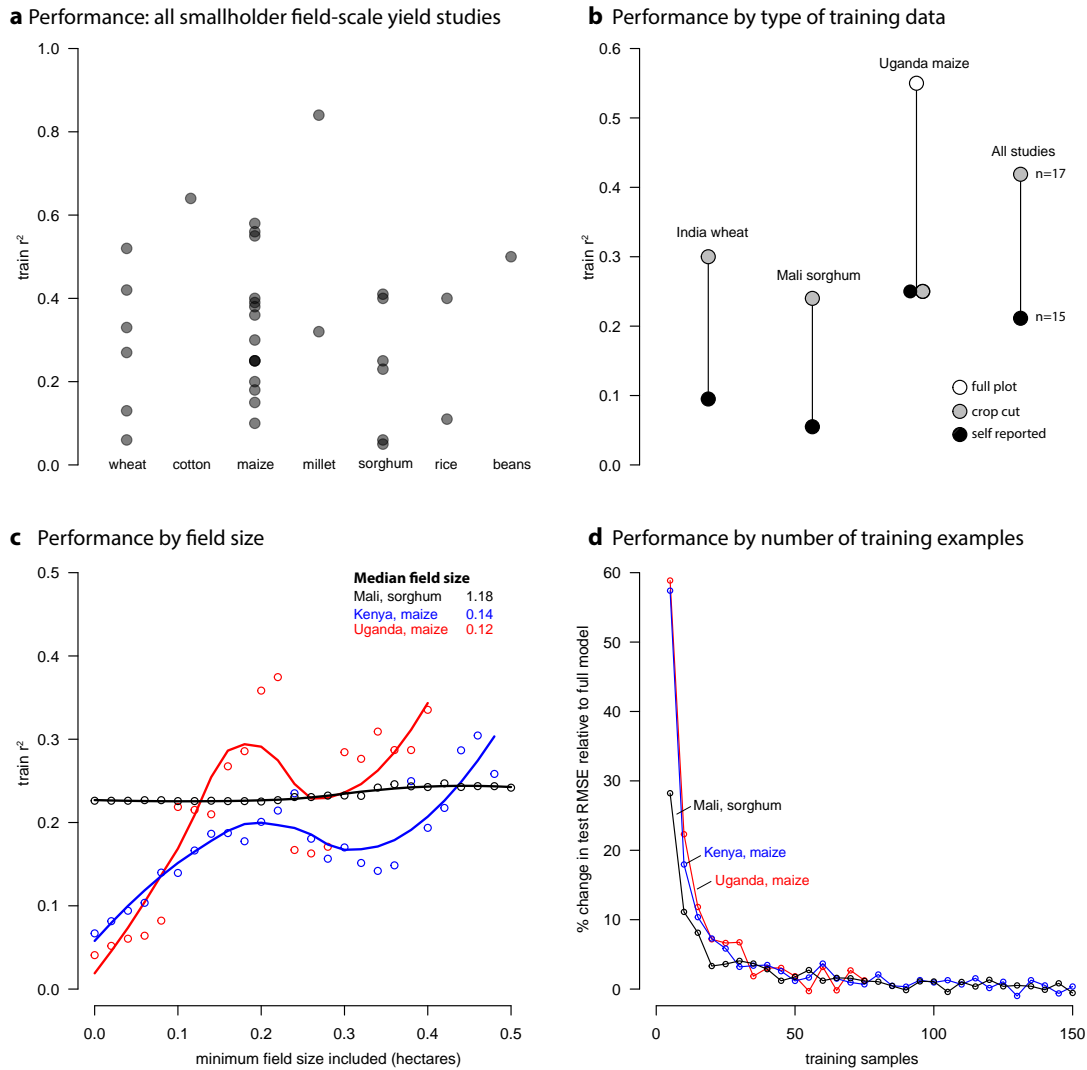 a Performance: all smallholder field-scale yield studies
train r²
1.0
0.8
0.6
0.4
0.2
0.0
wheat cotton maize millet sorghum rice beans
b Performance by type of training data
train r²
0.6
0.5
0.4
0.3
0.2
0.1
0.0
Uganda maize
All studies
n=17
India wheat
Mali sorghum
n=15
full plot
crop cut
self reported
c Performance by field size
train r²
0.5
0.4
0.3
0.2
0.1
0.0
Median field size
Mali, sorghum 1.18
Kenya, maize 0.14
Uganda, maize 0.12
0.0 0.1 0.2 0.3 0.4 0.5
minimum field size included (hectares)
d Performance by number of training examples
% change in test RMSE relative to full model
60
50
40
30
20
10
0
Mali, sorghum
Kenya, maize
Uganda, maize
0 50 100 150
training samples